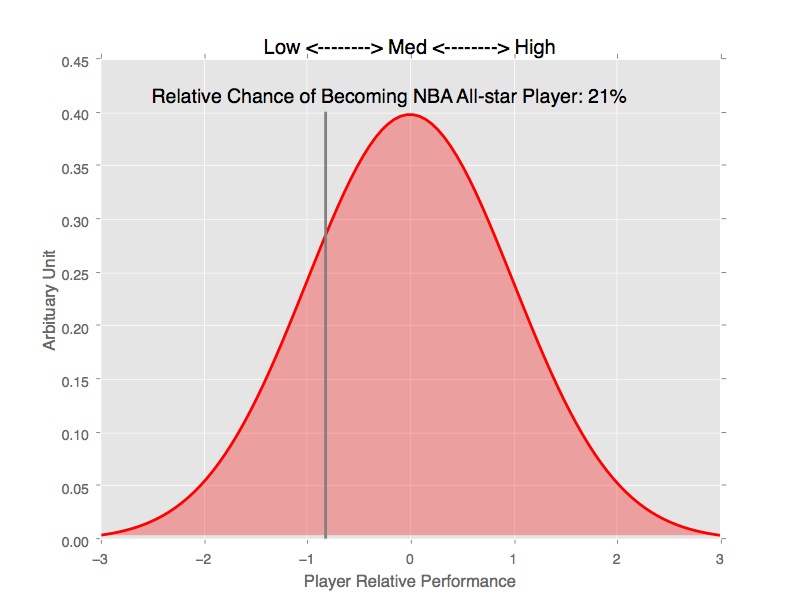 Low <--------> Med <--------> High
Relative Chance of Becoming NBA All-star Player: 21%
0.45
0.40
0.35
0.30
0.25
0.20
0.15
0.10
0.05
0.00
Arbituary Unit
−3 −2 −1 0 1 2 3
Player Relative Performance